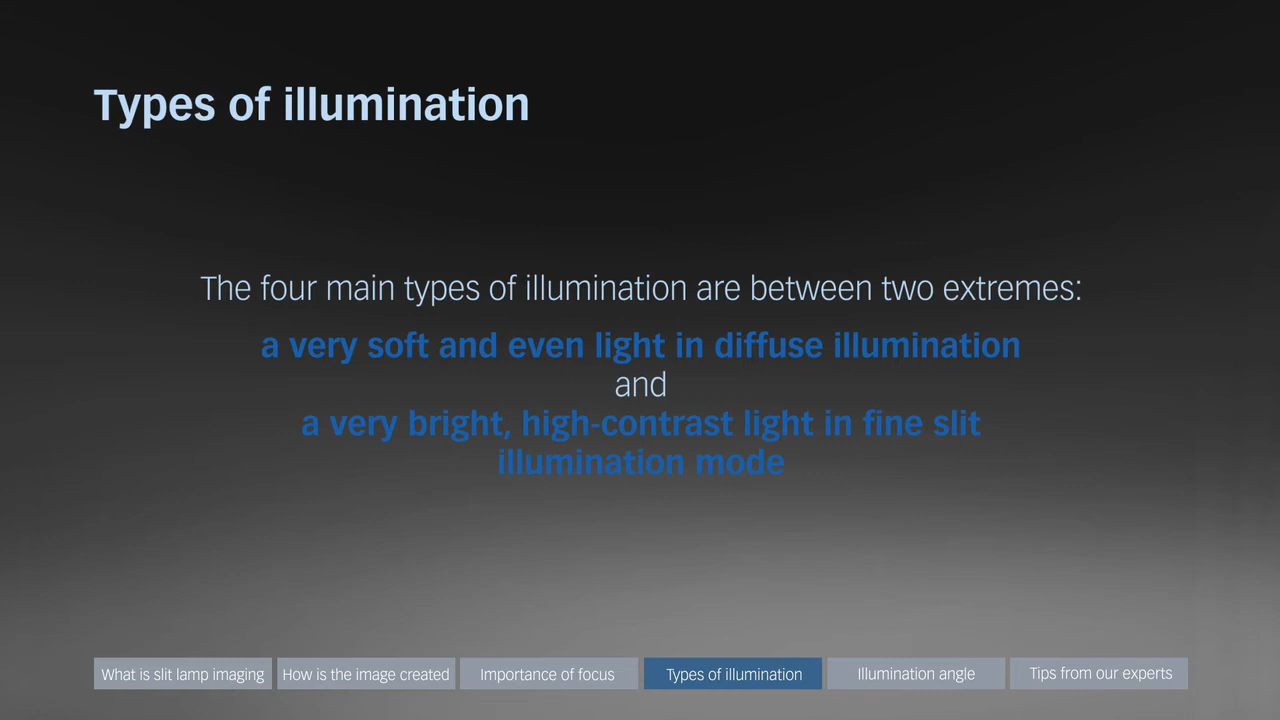 Types of illumination
The four main types of illumination are between two extremes:
a very soft and even light in diffuse illumination
and
a very bright, high-contrast light in fine slit
illumination mode
What is slit lamp imaging
How is the image created
Importance of focus
Types of illumination
Illumination angle
Tips from our experts